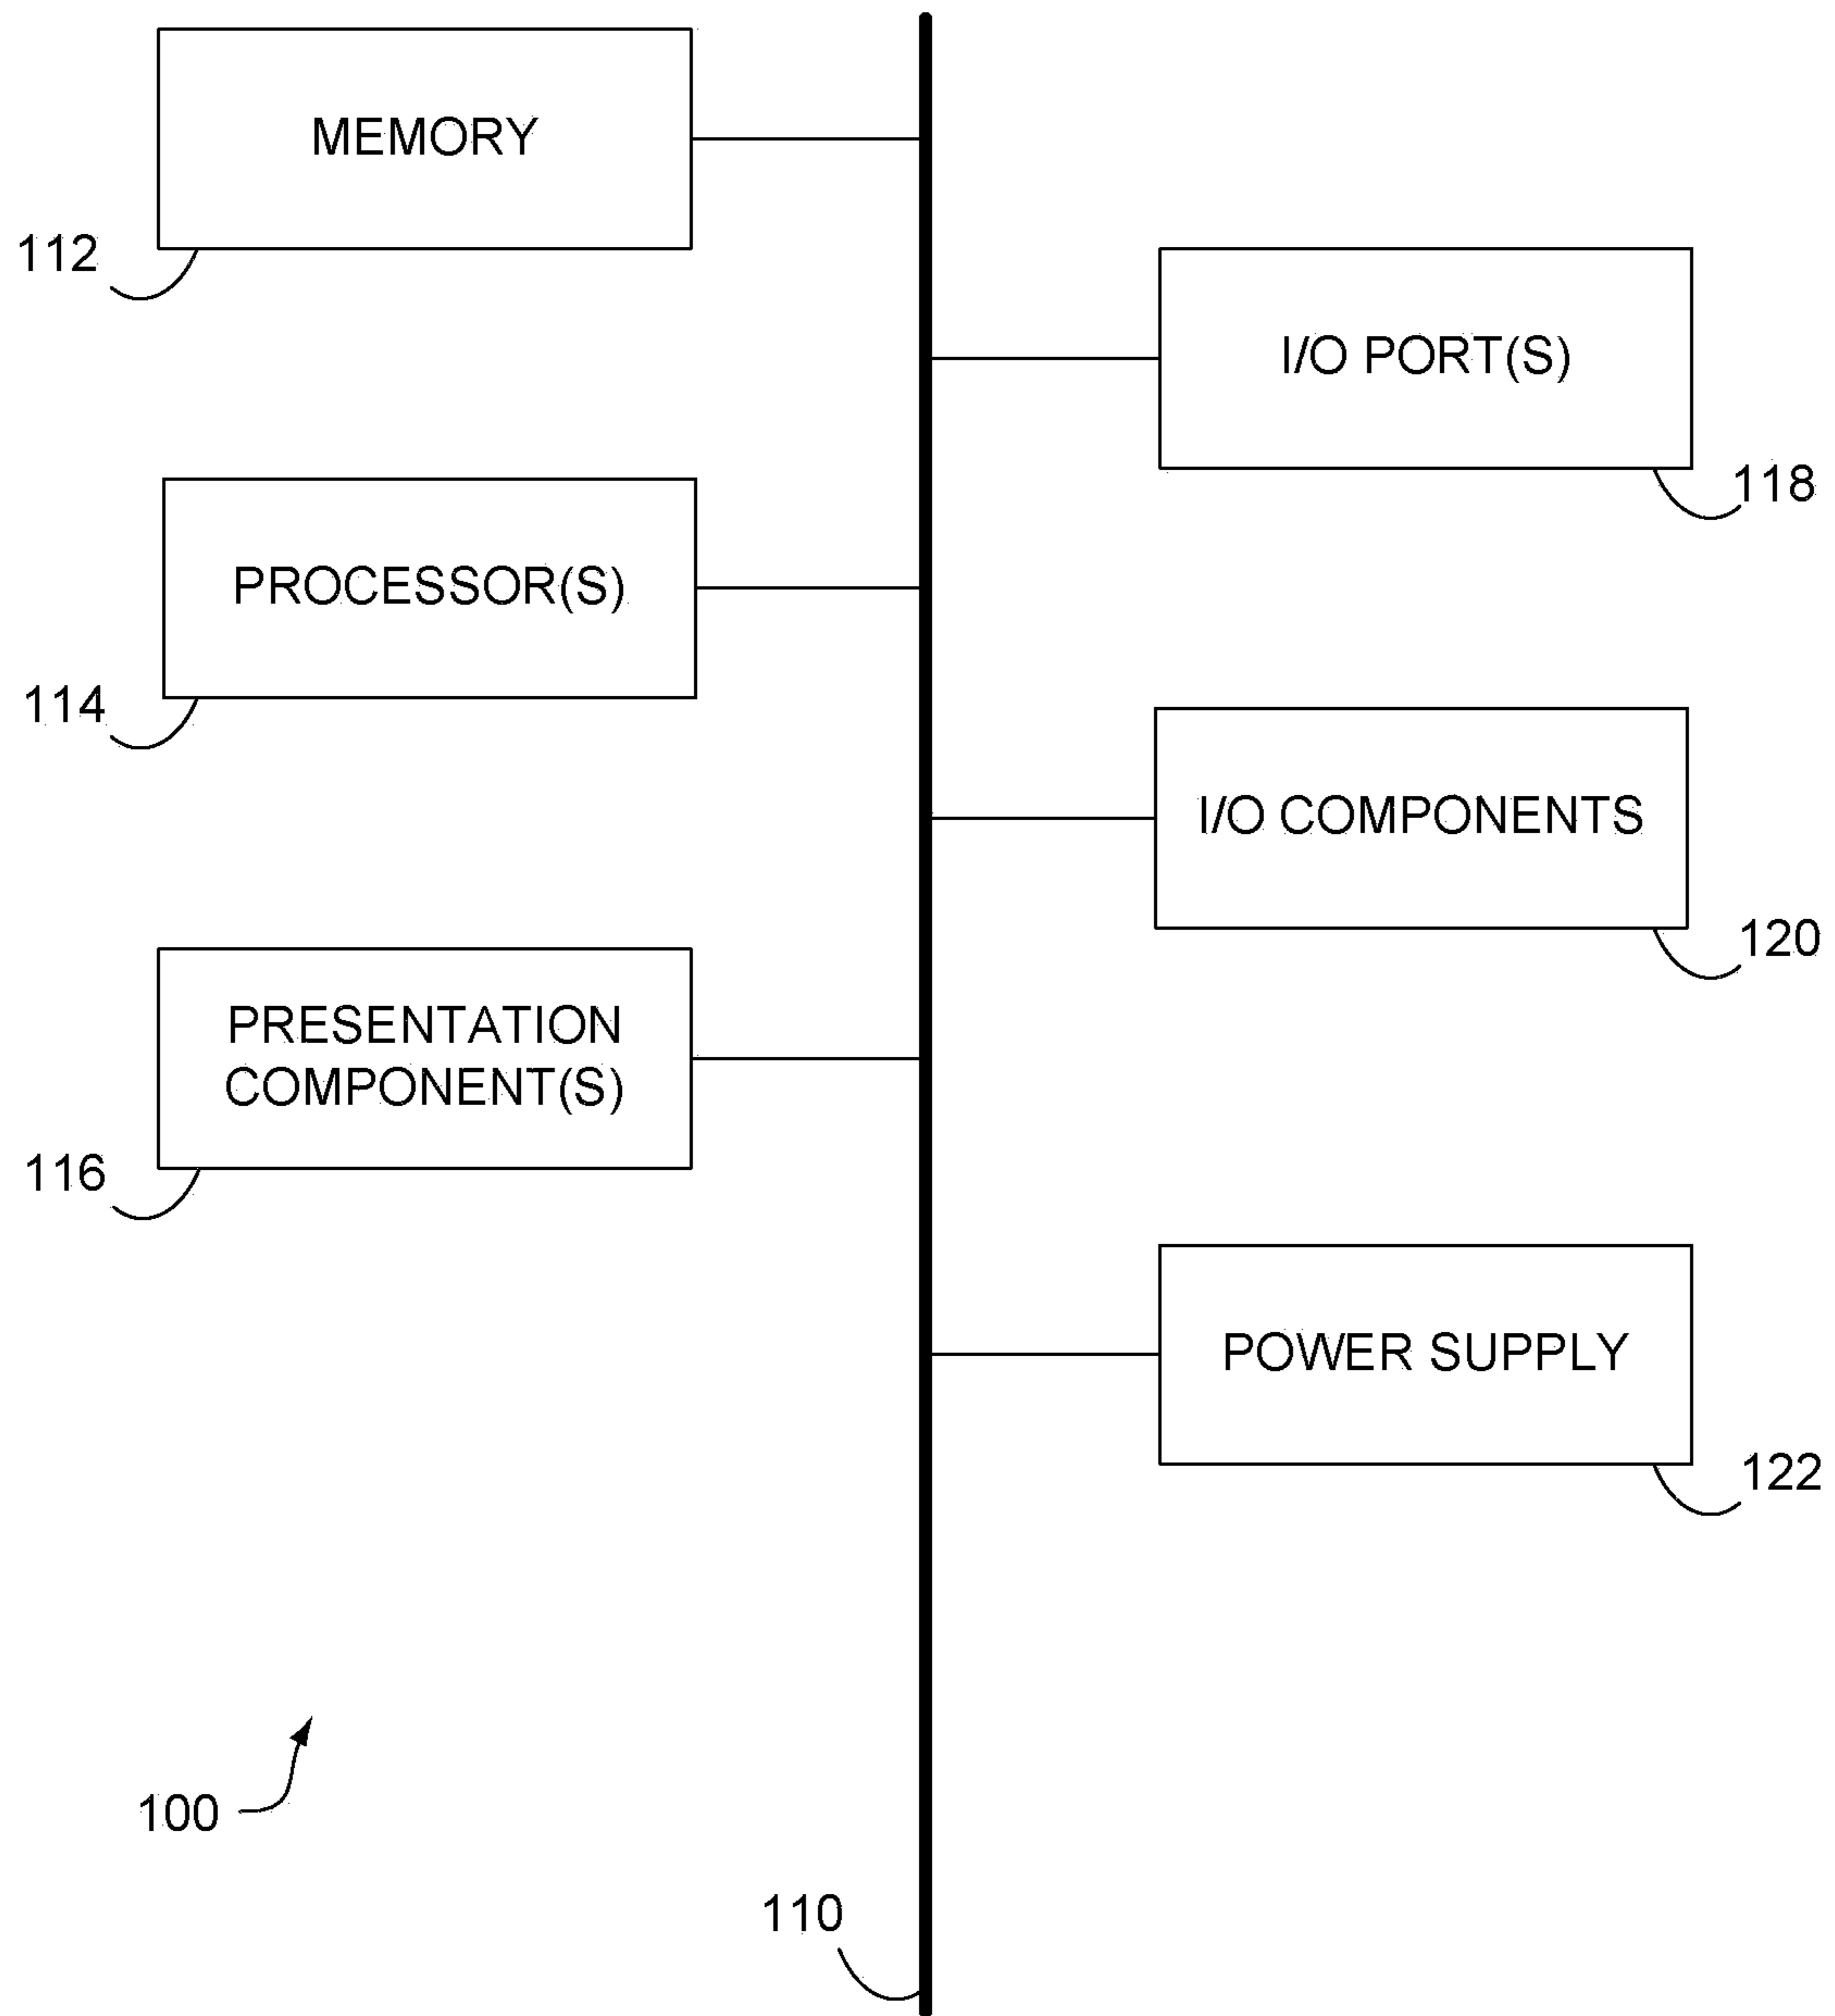 MEMORY
112
I/O PORT(S)
118
PROCESSOR(S)
114
I/O COMPONENTS
120
PRESENTATION
COMPONENT(S)
116
POWER SUPPLY
122
100
110